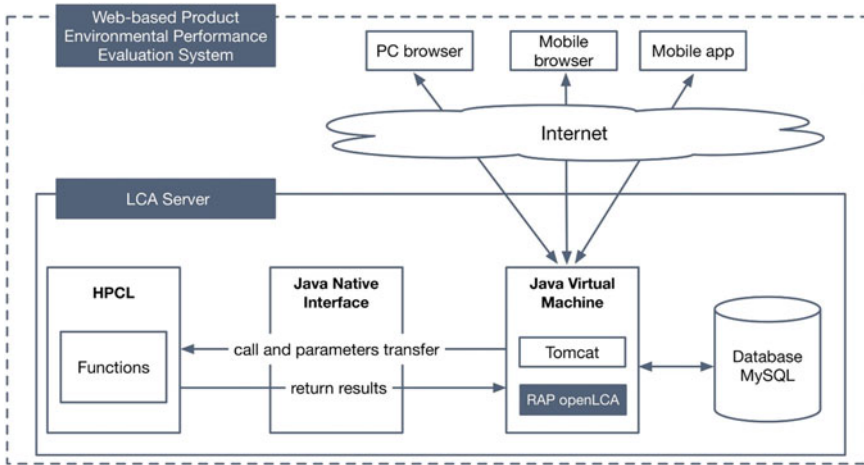 Web-based Product
Environmental Performance
Evaluation System
PC browser
Mobile
browser
Mobile app
Internet
LCA Server
HPCL
Functions
Java Native
Interface
Java Virtual
Machine
call and parameters transfer
return results
Tomcat
RAP openLCA
Database
MySQL